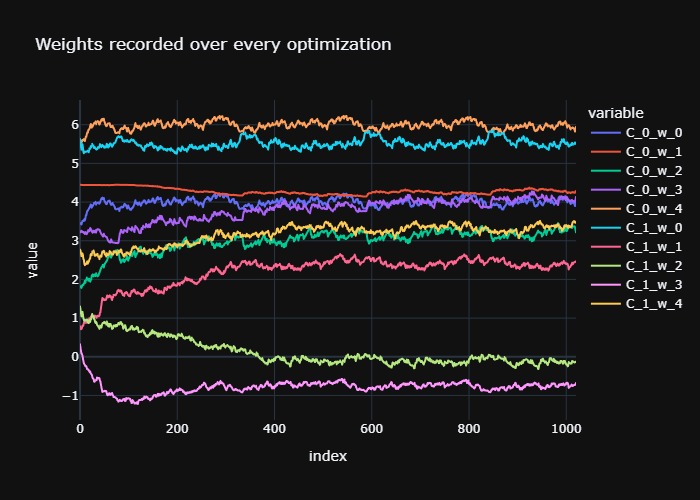 Weights recorded over every optimization
variable
C_0_w_0
C_0_w_1
C_0_w_2
C_0_w_3
C_0_w_4
C_1_w_0
C_1_w_1
C_1_w_2
C_1_w_3
C_1_w_4
value
6
5
4
3
2
1
0
−1
0 200 400 600 800 1000
index